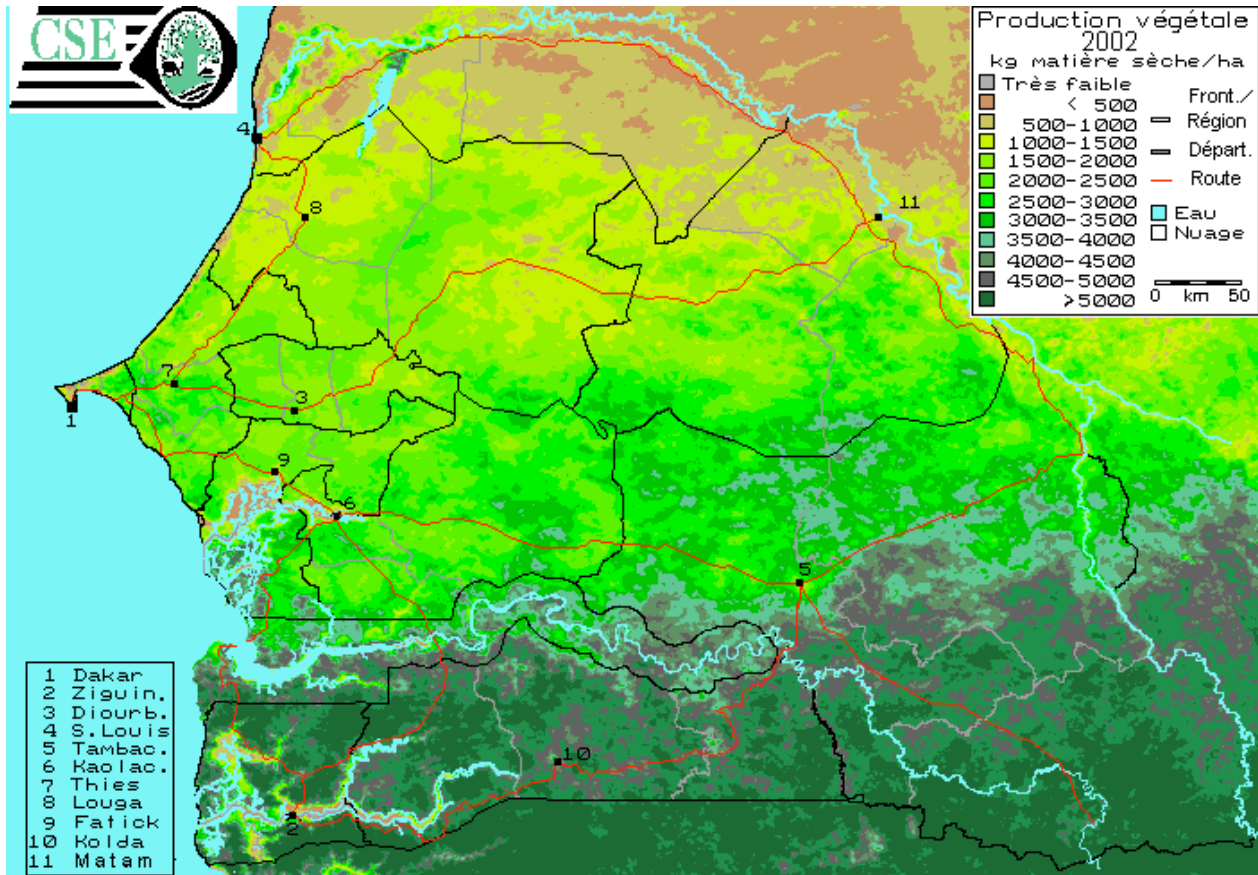 CSE
Production végétale
2002
kg matière sèche/ha
Très faible
< 500
500-1000
1000-1500
1500-2000
2000-2500
2500-3000
3000-3500
3500-4000
4000-4500
4500-5000
>5000
Front./
Région
Départ.
Route
Eau
Nuage
0 km 50
4
8
11
7
3
1
9
6
5
10
2
1 Dakar
2 Ziguin.
3 Diourb.
4 S.Louis
5 Tambac.
6 Kaolac.
7 Thies
8 Louga
9 Fatick
10 Kolda
11 Matam